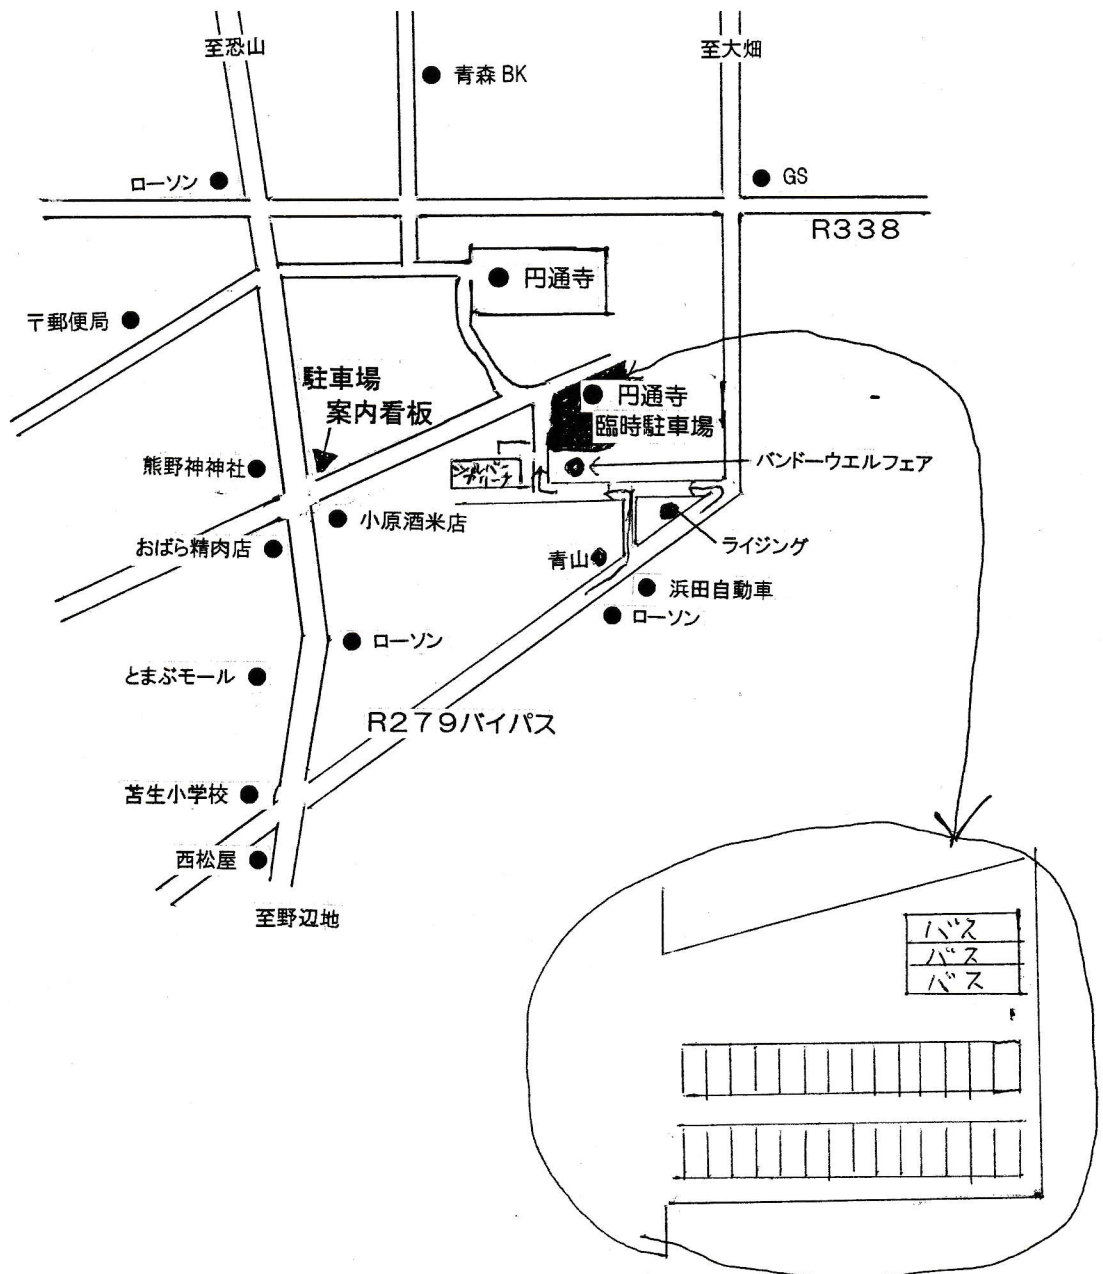 至恐山
至大畑
青森BK
ローソン
GS
R338
円通寺
〒郵便局
駐車場
案内看板
円通寺
臨時駐車場
熊野神神社
シルバー
バンドーウエルフェア
小原酒米店
おばら精肉店
青山
ライジング
浜田自動車
ローソン
ローソン
とまぶモール
R279バイパス
苫生小学校
西松屋
至野辺地
バス
バス
バス